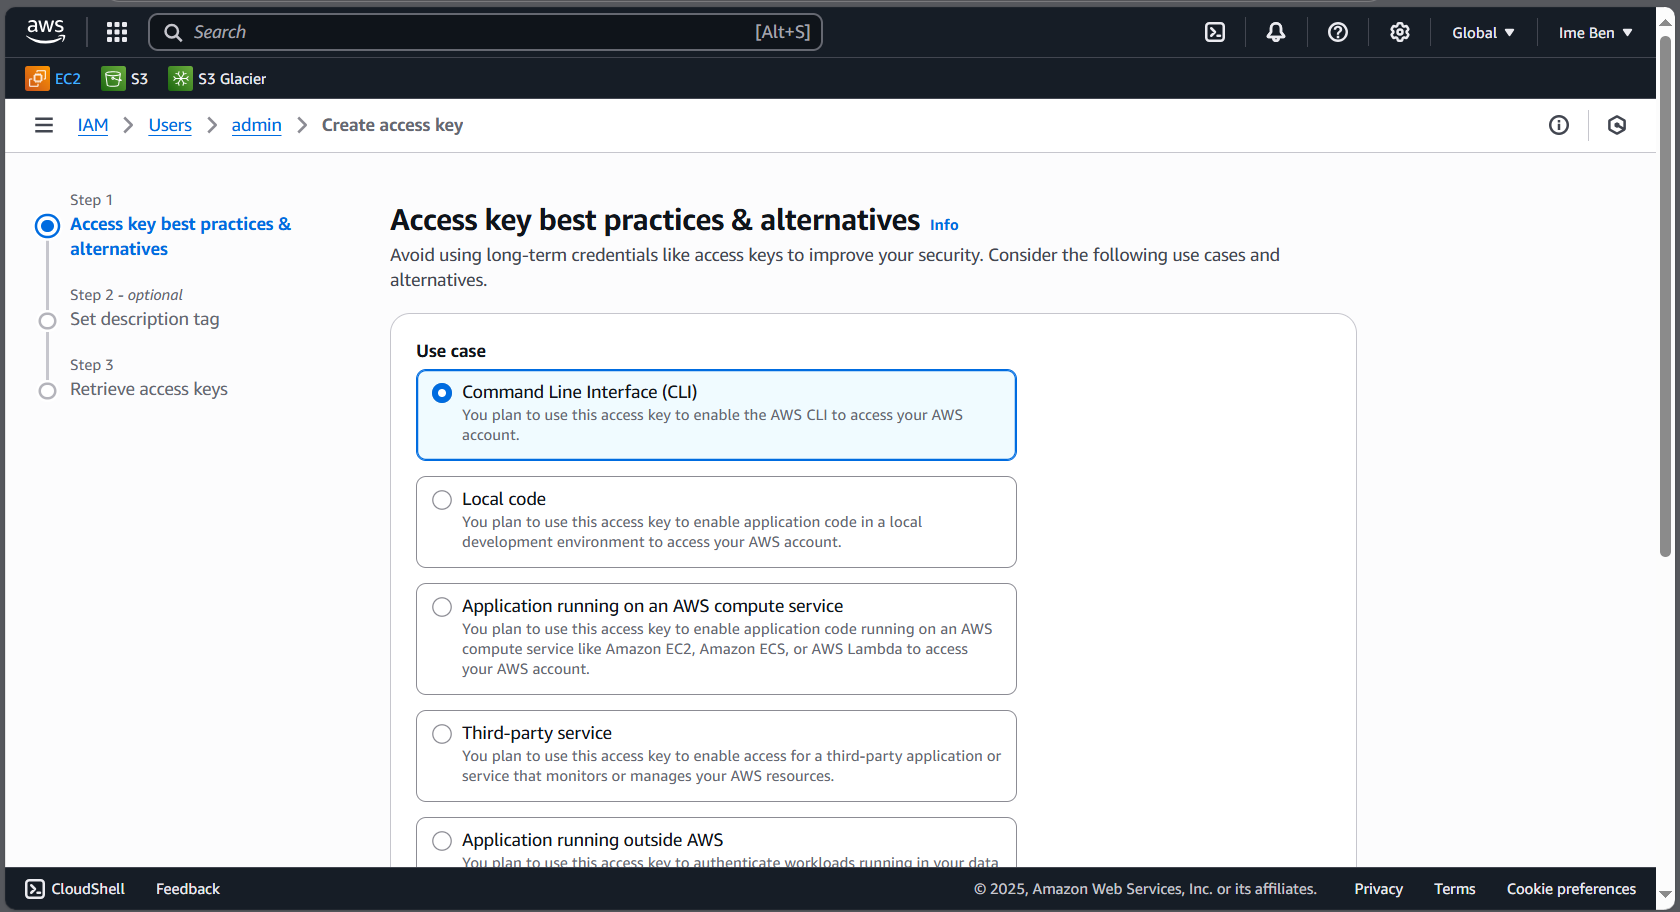 aws
Search [Alt+S]
Global
Ime Ben
EC2
S3
S3 Glacier
IAM
Users
admin
Create access key
Step 1
Access key best practices &
alternatives
Step 2 - optional
Set description tag
Step 3
Retrieve access keys
Access key best practices & alternatives Info
Avoid using long-term credentials like access keys to improve your security. Consider the following use cases and
alternatives.
Use case
Command Line Interface (CLI)
You plan to use this access key to enable the AWS CLI to access your AWS
account.
Local code
You plan to use this access key to enable application code in a local
development environment to access your AWS account.
Application running on an AWS compute service
You plan to use this access key to enable application code running on an AWS
compute service like Amazon EC2, Amazon ECS, or AWS Lambda to access
your AWS account.
Third-party service
You plan to use this access key to enable access for a third-party application or
service that monitors or manages your AWS resources.
Application running outside AWS
You plan to use this access key to authenticate workloads running in your data
CloudShell
Feedback
© 2025, Amazon Web Services, Inc. or its affiliates.
Privacy
Terms
Cookie preferences